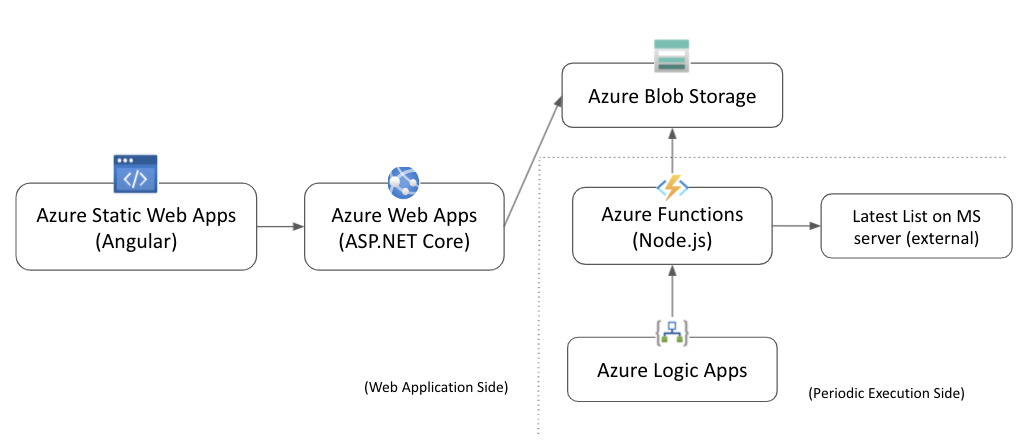 Azure Blob Storage
Azure Static Web Apps
(Angular)
Azure Web Apps
(ASP.NET Core)
Azure Functions
(Node.js)
Latest List on MS
server (external)
Azure Logic Apps
(Web Application Side)
(Periodic Execution Side)